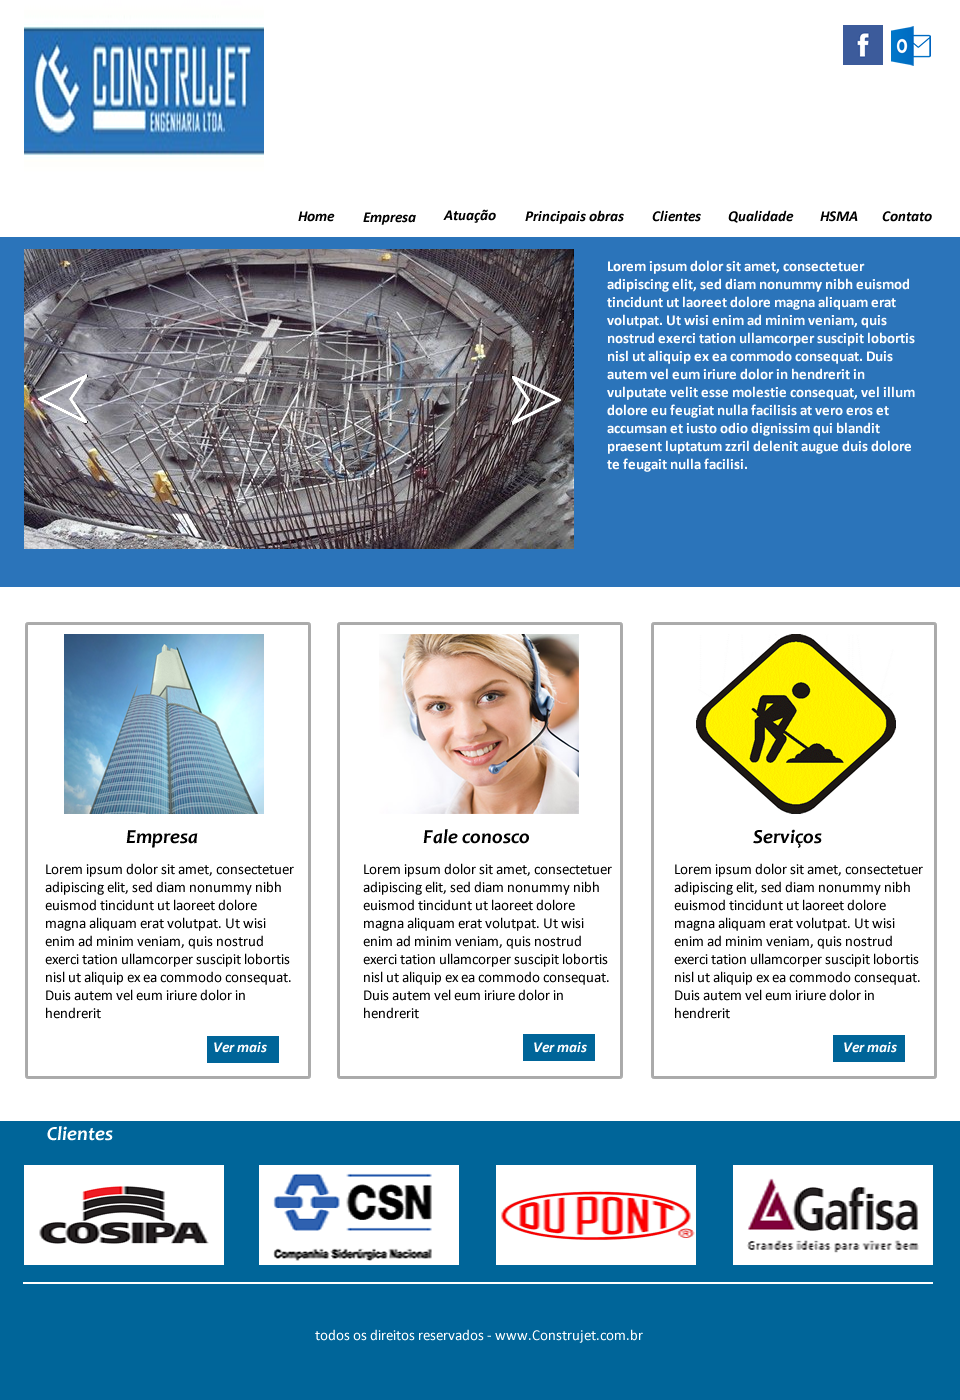 CONSTRUJET
ENGENHARIA LTDA.
f
O
Home Empresa Atuação Principais obras Clientes Qualidade HSMA Contato
Lorem ipsum dolor sit amet, consectetuer
adipiscing elit, sed diam nonummy nibh euismod
tincidunt ut laoreet dolore magna aliquam erat
volutpat. Ut wisi enim ad minim veniam, quis
nostrud exerci tation ullamcorper suscipit lobortis
nisl ut aliquip ex ea commodo consequat. Duis
autem vel eum iriure dolor in hendrerit in
vulputate velit esse molestie consequat, vel illum
dolore eu feugiat nulla facilisis at vero eros et
accumsan et iusto odio dignissim qui blandit
praesent luptatum zzril delenit augue duis dolore
te feugait nulla facilisi.
Empresa
Lorem ipsum dolor sit amet, consectetuer
adipiscing elit, sed diam nonummy nibh
euismod tincidunt ut laoreet dolore
magna aliquam erat volutpat. Ut wisi
enim ad minim veniam, quis nostrud
exerci tation ullamcorper suscipit lobortis
nisl ut aliquip ex ea commodo consequat.
Duis autem vel eum iriure dolor in
hendrerit
Ver mais
Fale conosco
Lorem ipsum dolor sit amet, consectetuer
adipiscing elit, sed diam nonummy nibh
euismod tincidunt ut laoreet dolore
magna aliquam erat volutpat. Ut wisi
enim ad minim veniam, quis nostrud
exerci tation ullamcorper suscipit lobortis
nisl ut aliquip ex ea commodo consequat.
Duis autem vel eum iriure dolor in
hendrerit
Ver mais
Serviços
Lorem ipsum dolor sit amet, consectetuer
adipiscing elit, sed diam nonummy nibh
euismod tincidunt ut laoreet dolore
magna aliquam erat volutpat. Ut wisi
enim ad minim veniam, quis nostrud
exerci tation ullamcorper suscipit lobortis
nisl ut aliquip ex ea commodo consequat.
Duis autem vel eum iriure dolor in
hendrerit
Ver mais
Clientes
COSIPA
CSN
Companhia Siderúrgica Nacional
DU PONT ®
Gafisa
Grandes ideias para viver bem
todos os direitos reservados - www.Construjet.com.br